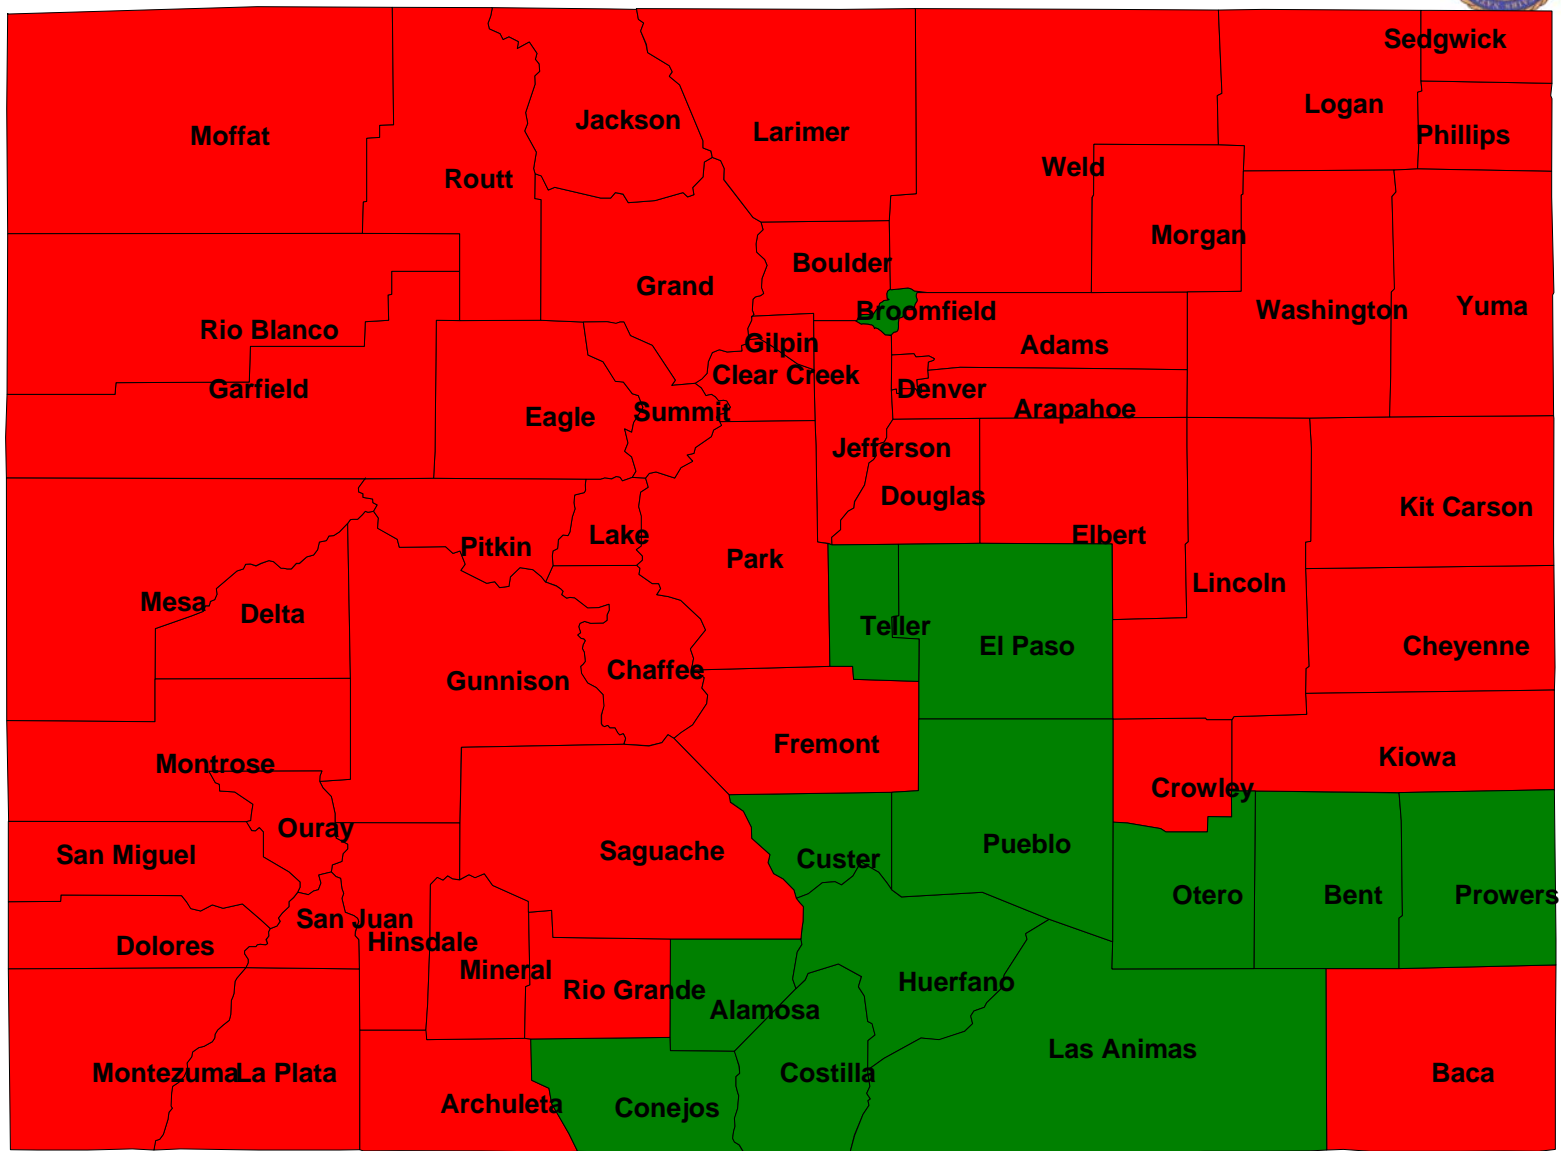 Sedgwick
Logan
Jackson
Larimer
Moffat
Phillips
Weld
Routt
Morgan
Boulder
Grand
Yuma
Broomfield
Washington
Rio Blanco
Gilpin
Adams
Clear Creek
Garfield
Denver
Arapahoe
Summit
Eagle
Jefferson
Douglas
Kit Carson
Lake
Elbert
Pitkin
Park
Lincoln
Mesa
Delta
Teller
El Paso
Cheyenne
Chaffee
Gunnison
Fremont
Kiowa
Montrose
Crowley
Ouray
Pueblo
Saguache
San Miguel
Custer
Otero
Bent
Prowers
San Juan
Hinsdale
Dolores
Mineral
Huerfano
Rio Grande
Alamosa
Las Animas
Montezuma
La Plata
Costilla
Baca
Archuleta
Conejos